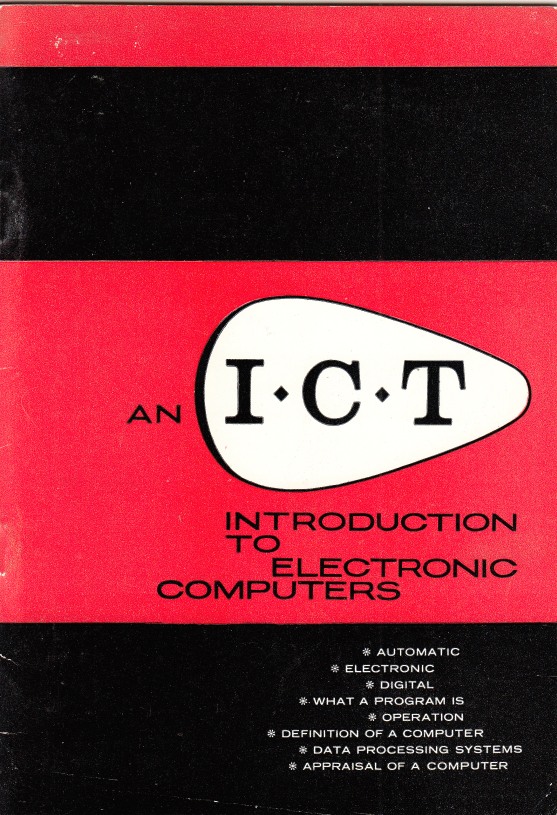 AN I·C·T
INTRODUCTION
TO
ELECTRONIC
COMPUTERS
* AUTOMATIC
* ELECTRONIC
* DIGITAL
* WHAT A PROGRAM IS
* OPERATION
* DEFINITION OF A COMPUTER
* DATA PROCESSING SYSTEMS
* APPRAISAL OF A COMPUTER